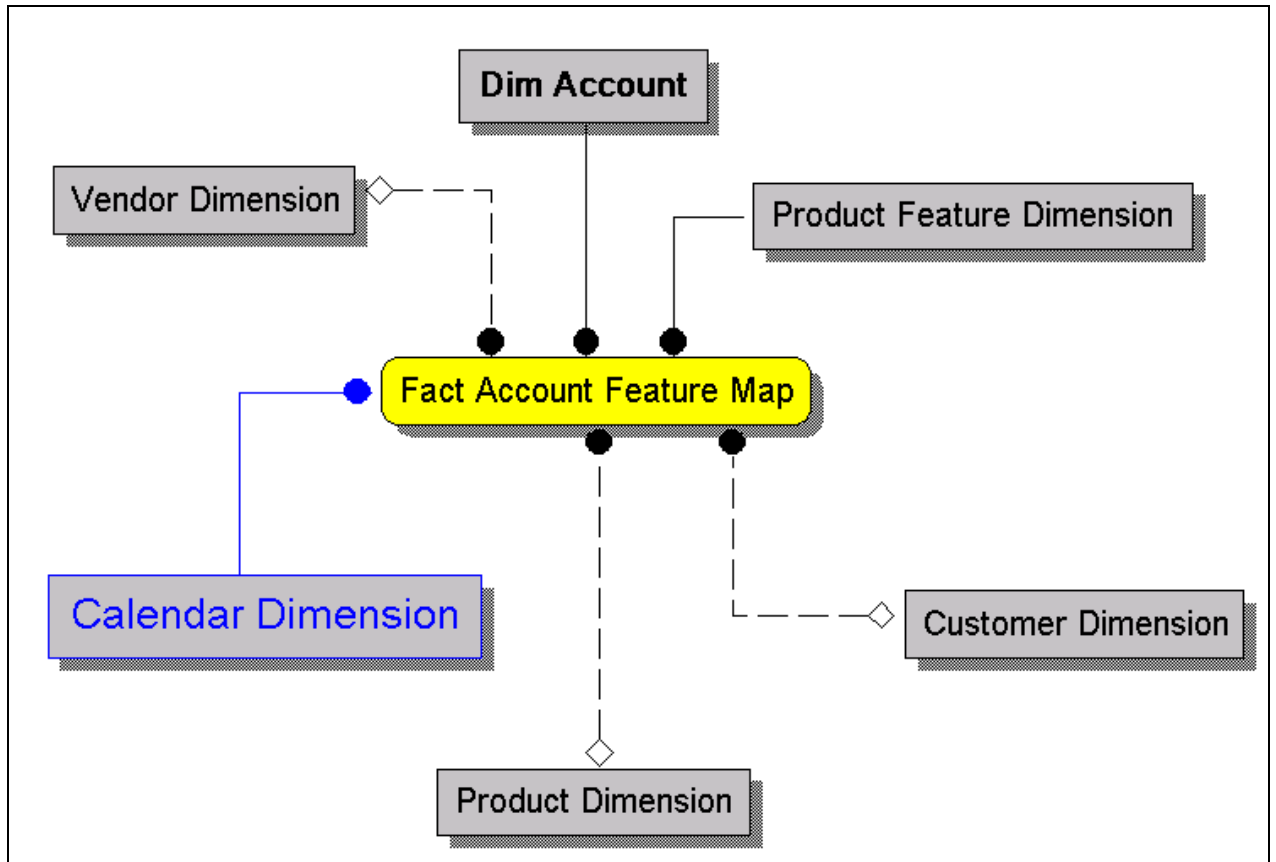 Dim Account
Vendor Dimension
Product Feature Dimension
Fact Account Feature Map
Calendar Dimension
Customer Dimension
Product Dimension